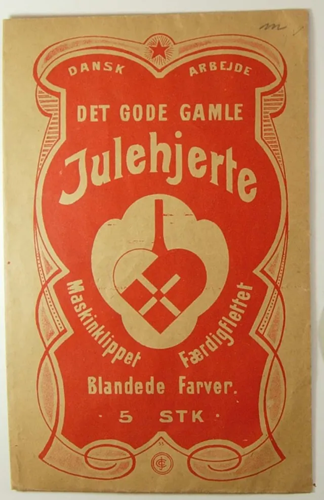 DANSK ARBEJDE
DET GODE GAMLE
Julehjerte
Maskinklippet
Færdigflettet
Blandede Farver.
· 5 STK ·